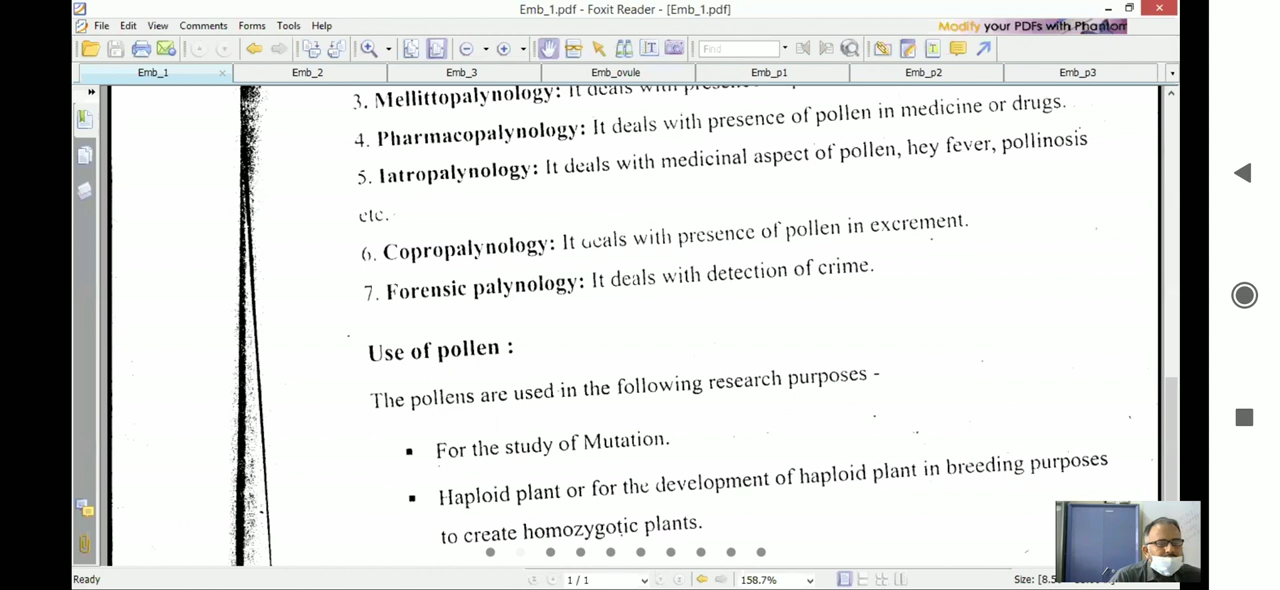 Emb_1.pdf - Foxit Reader - [Emb_1.pdf]
File Edit View Comments Forms Tools Help
Modify your PDFs with Phantom
Find
Emb_1 Emb_2 Emb_3 Emb_ovule Emb_p1 Emb_p2 Emb_p3
3. Mellittopalynology: It deals with
4. Pharmacopalynology: It deals with presence of pollen in medicine or drugs.
5. Iatropalynology: It deals with medicinal aspect of pollen, hey fever, pollinosis
etc.
6. Copropalynology: It deals with presence of pollen in excrement.
7. Forensic palynology: It deals with detection of crime.
Use of pollen :
The pollens are used in the following research purposes -
▪ For the study of Mutation.
▪ Haploid plant or for the development of haploid plant in breeding purposes
to create homozygotic plants.
Ready 1 / 1 158.7% Size: [8.5